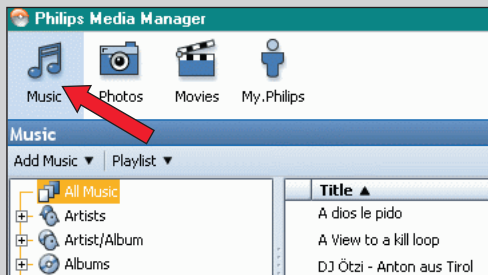 Philips Media Manager
Music Photos Movies My.Philips
Music
Add Music ▼ Playlist ▼
All Music
Artists
Artist/Album
Albums
Title ▲
A dios le pido
A View to a kill loop
DJ Ötzi - Anton aus Tirol